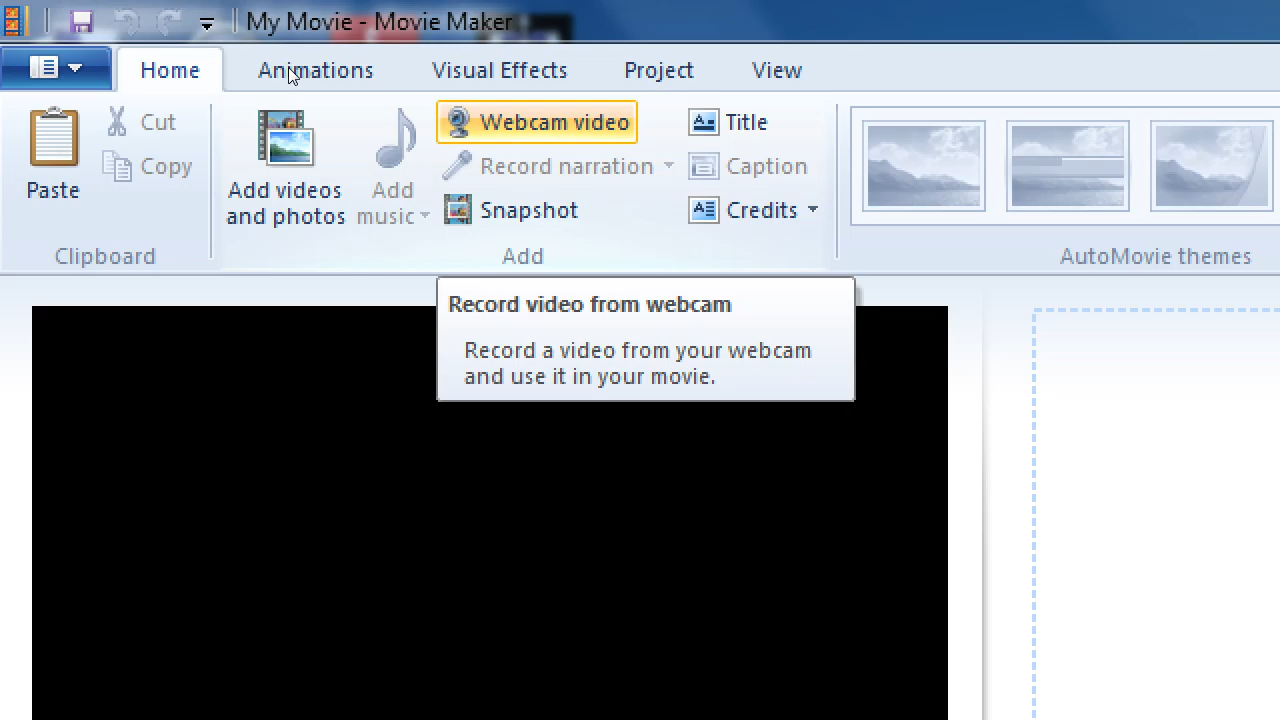 My Movie - Movie Maker
Home Animations Visual Effects Project View
Paste
Cut
Copy
Clipboard
Add videos
and photos
Add
music
Webcam video
Record narration
Snapshot
Title
Caption
Credits
Add
AutoMovie themes
Record video from webcam
Record a video from your webcam
and use it in your movie.